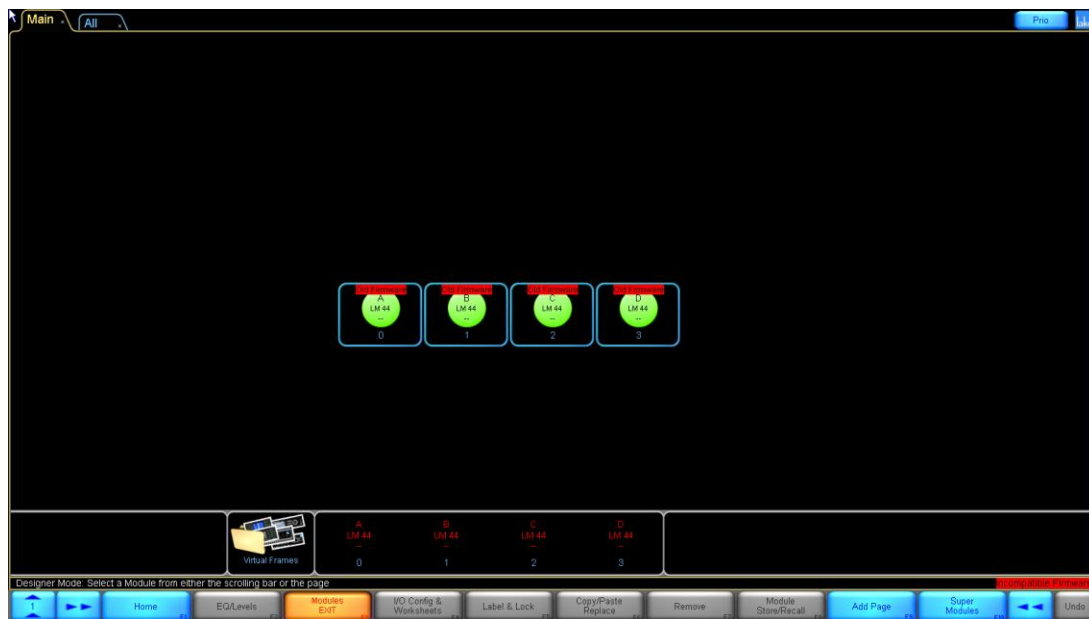 Main
All
Prio
Lake
Old Firmware Old Firmware Old Firmware Old Firmware
A B C D
LM 44 LM 44 LM 44 LM 44
-- -- -- --
0 1 2 3
A B C D
LM 44 LM 44 LM 44 LM 44
-- -- -- --
Virtual Frames 0 1 2 3
Designer Mode: Select a Module from either the scrolling bar or the page
Incompatible Firmware
1
Home
EQ/Levels F2
Modules
EXIT
I/O Config &
Worksheets
Label & Lock
Copy/Paste
Replace
Remove
Module
Store/Recall
Add Page
Super
Modules F10
Undo